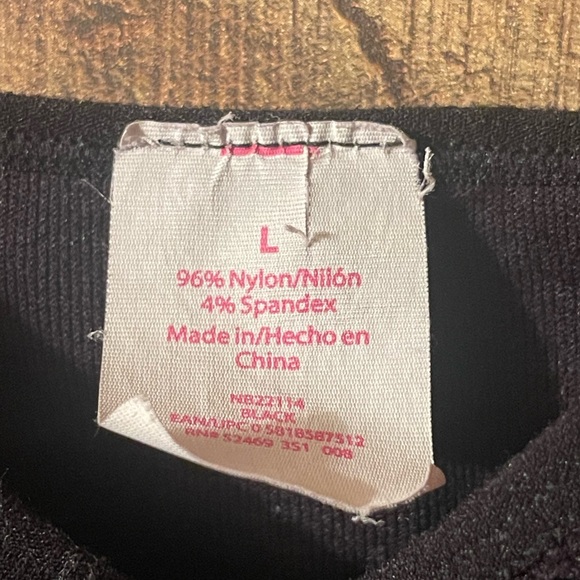 L
96% Nylon/Nilón
4% Spandex
Made in/Hecho en
China
NB22114
BLACK
EAN/UPC 0 5818587512
RN# 52469 351 008